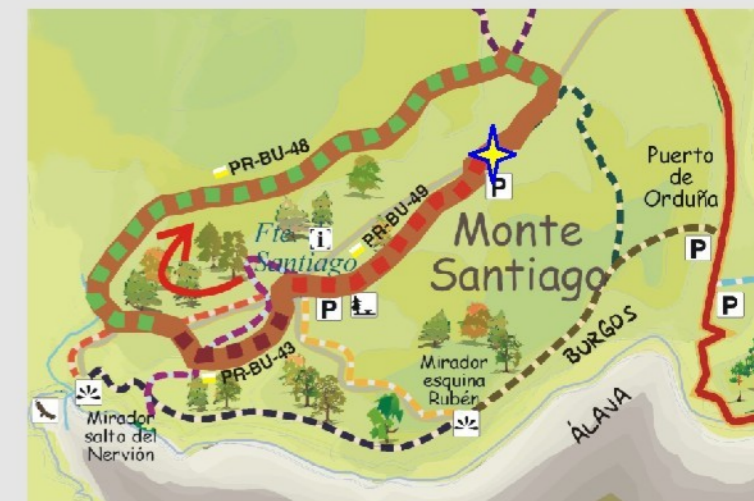 PR-BU-48
PR-BU-49
Puerto
de
Orduña
P
Fte.
Santiago
i
Monte
Santiago
P
P
P
BURGOS
PR-BU-43
Mirador
esquina
Rubén
ÁLAVA
Mirador
salto del
Nervión